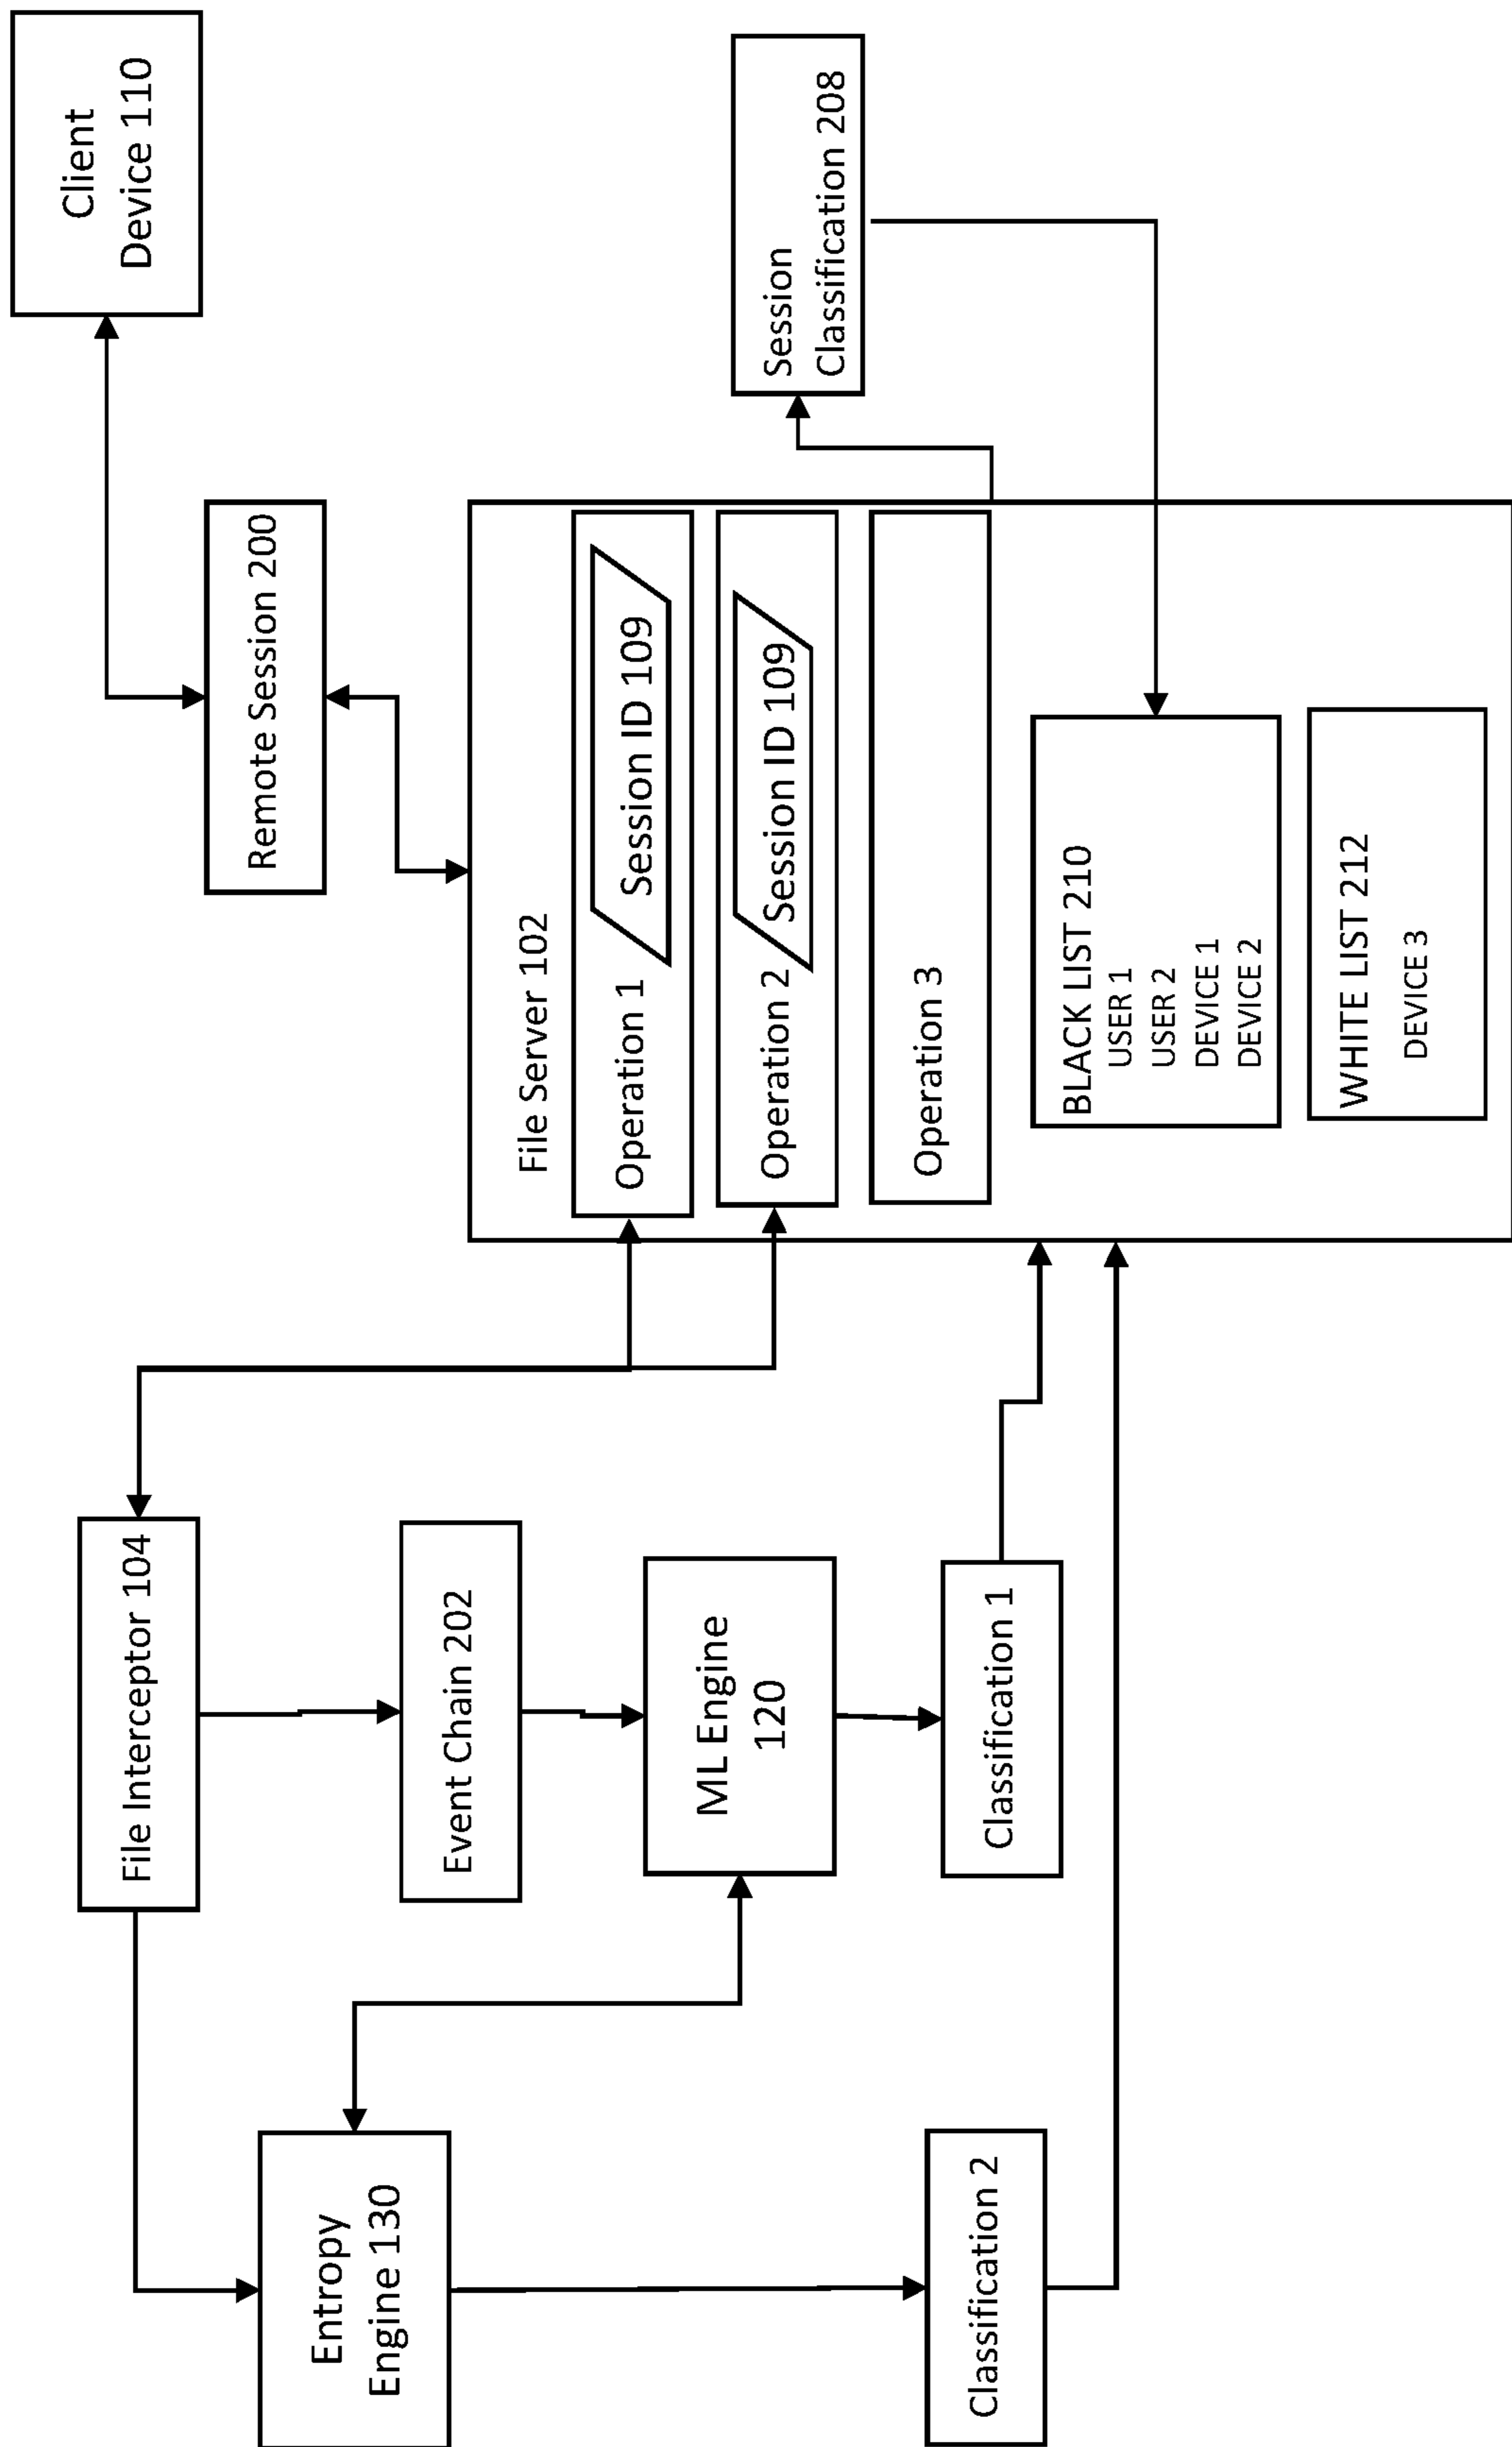 Entropy
Engine 130
File Interceptor 104
Event Chain 202
ML Engine
120
Classification 1
Classification 2
Remote Session 200
Client
Device 110
File Server 102
Operation 1
Session ID 109
Operation 2
Session ID 109
Operation 3
BLACK LIST 210
USER 1
USER 2
DEVICE 1
DEVICE 2
WHITE LIST 212
DEVICE 3
Session
Classification 208